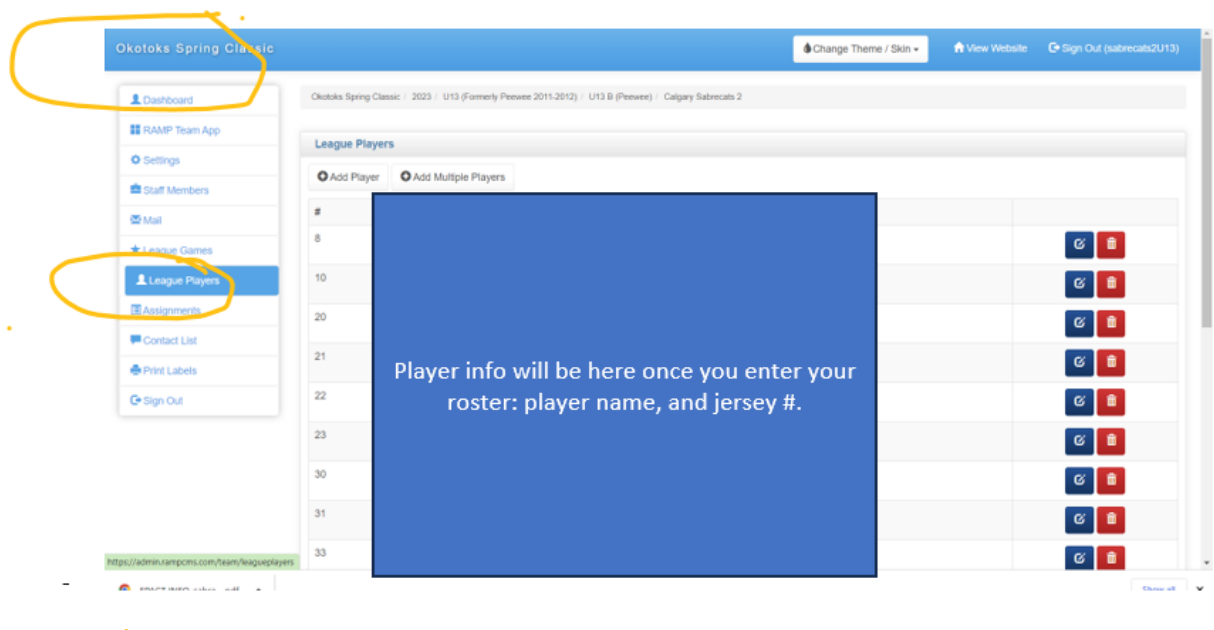 Okotoks Spring Classic
Change Theme / Skin
View Website
Sign Out (sabrecats2U13)
Dashboard
RAMP Team App
Settings
Staff Members
Mail
League Games
League Players
Assignments
Contact List
Print Labels
Sign Out
Okotoks Spring Classic / 2023 / U13 (Formerly Peewee 2011-2012) / U13 B (Peewee) / Calgary Sabrecats 2
League Players
Add Player
Add Multiple Players
#
8
10
20
21
22
23
30
31
33
Player info will be here once you enter your
roster: player name, and jersey #.
https://admin.rampcms.com/team/leagueplayers
Show all